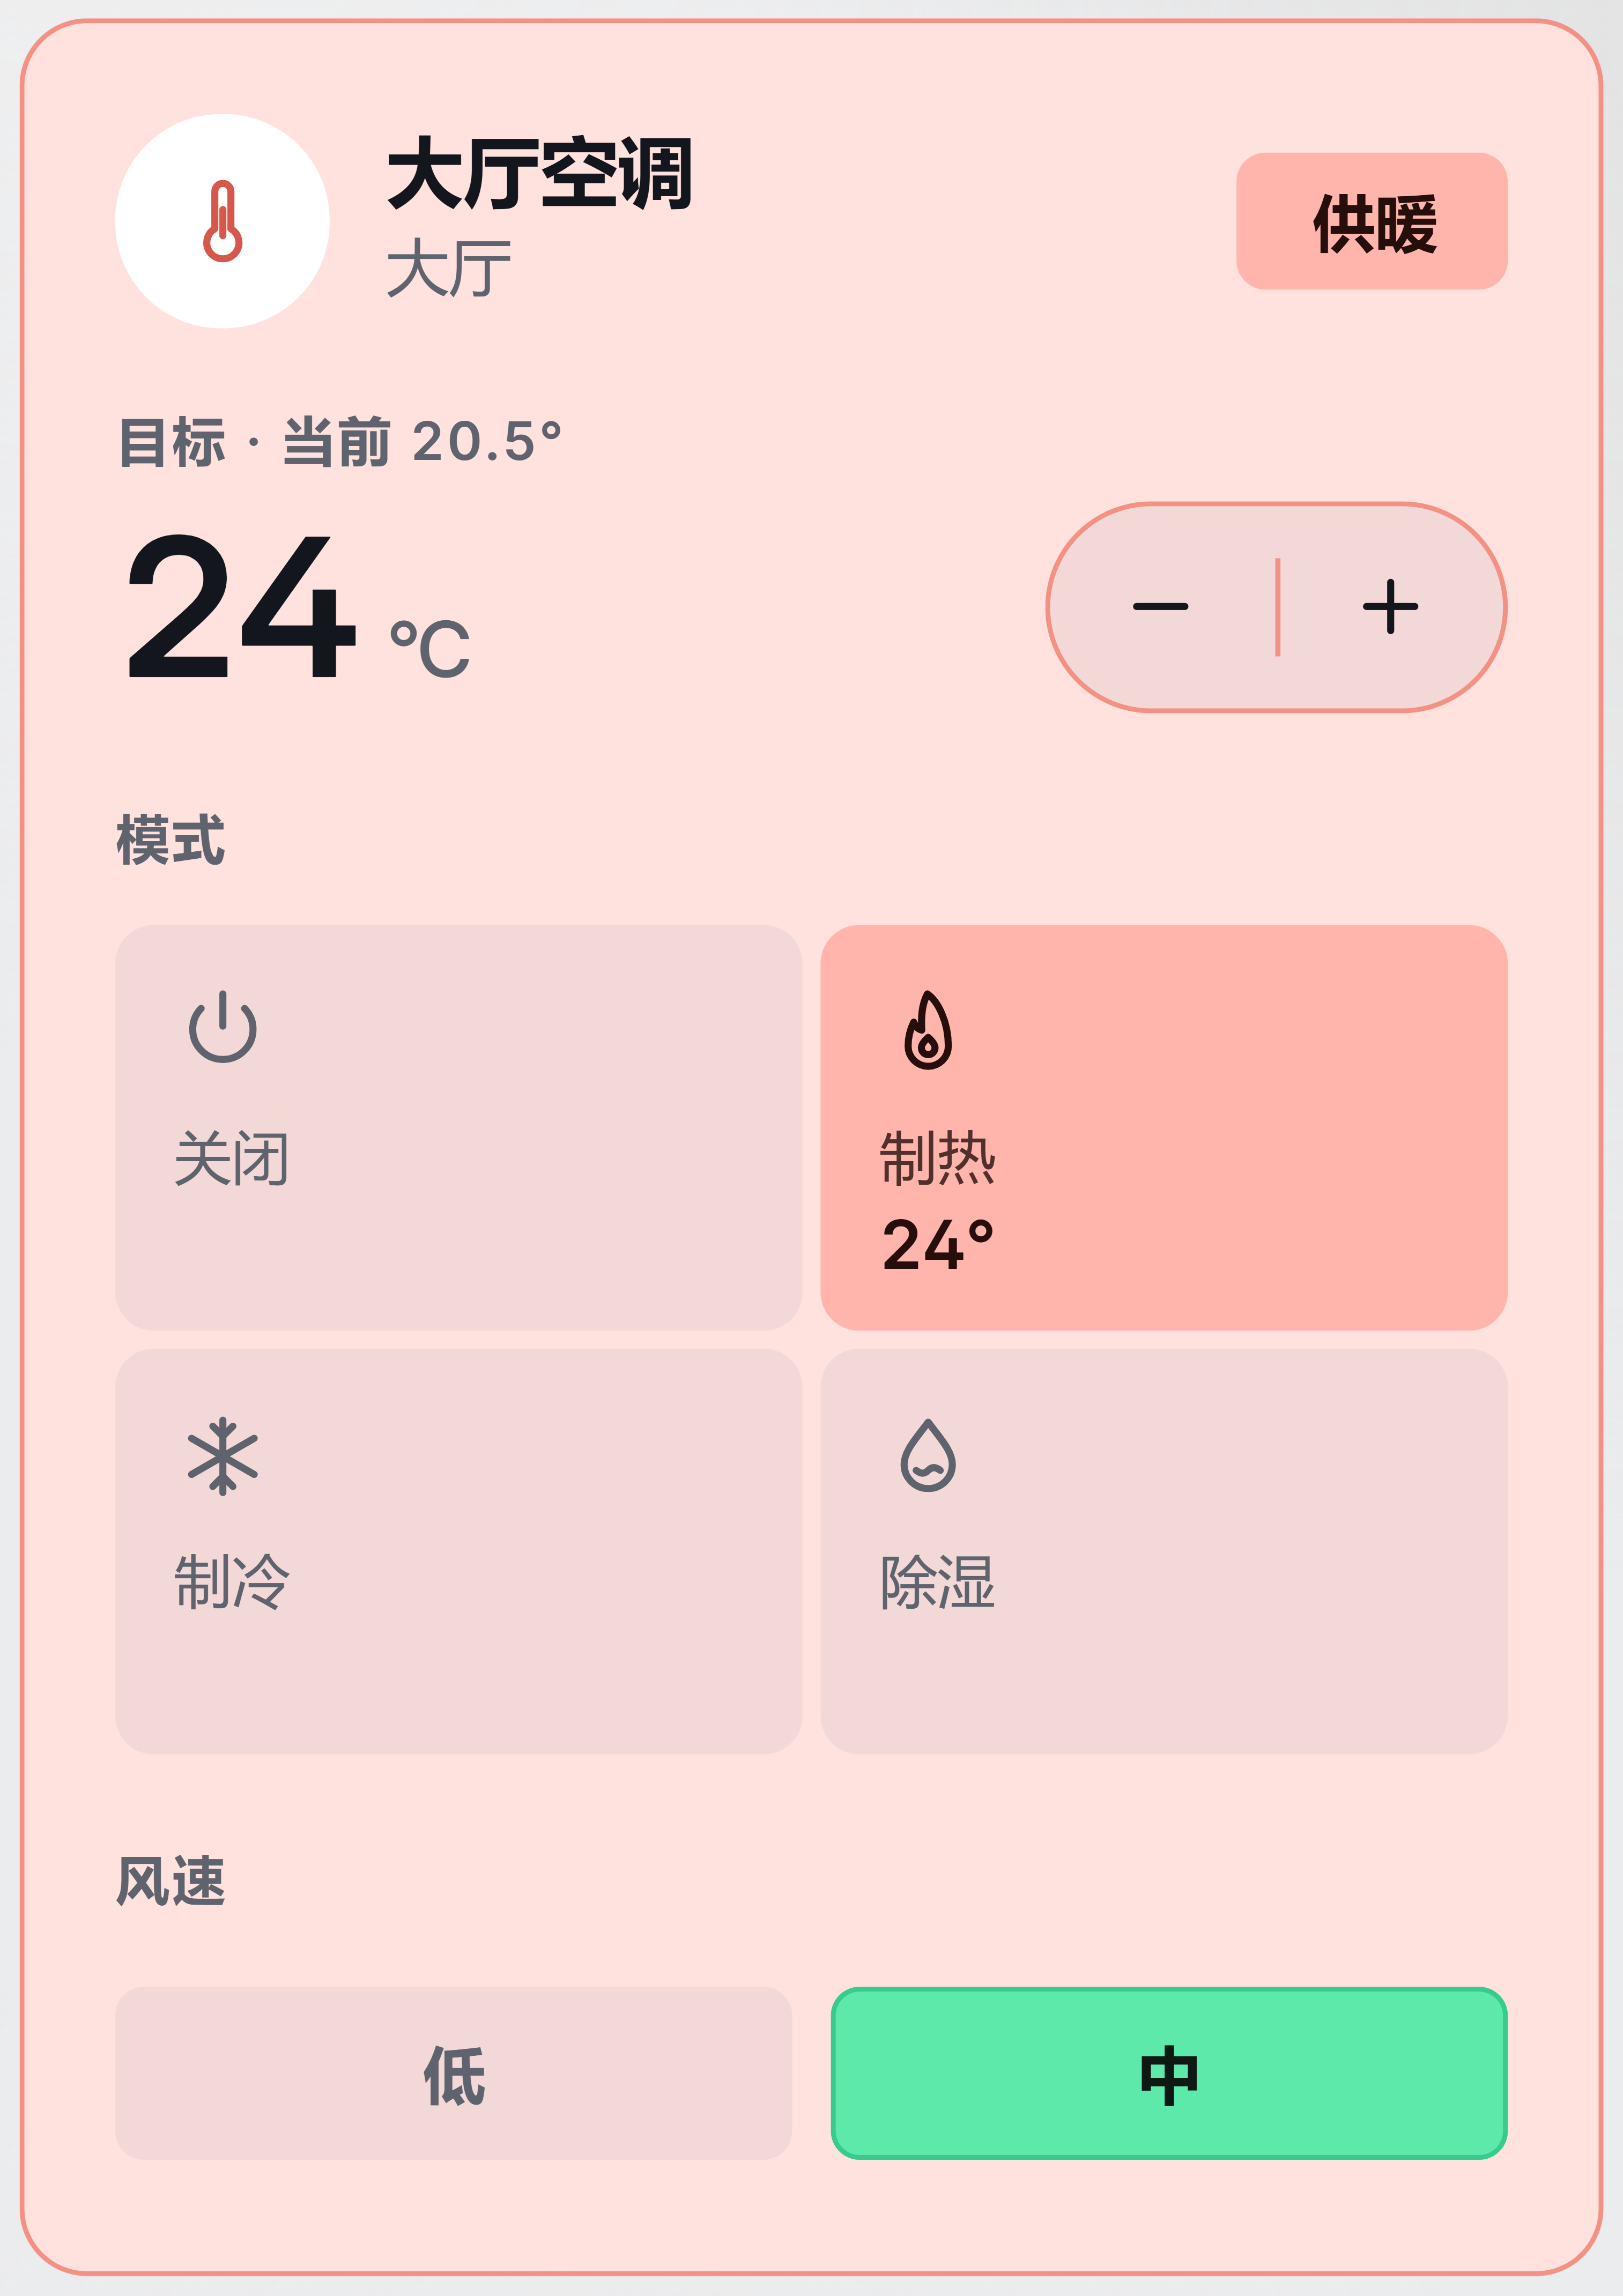 大厅空调
大厅
供暖
目标 · 当前 20.5°
24 °C
模式
关闭
制热
24°
制冷
除湿
风速
低
中